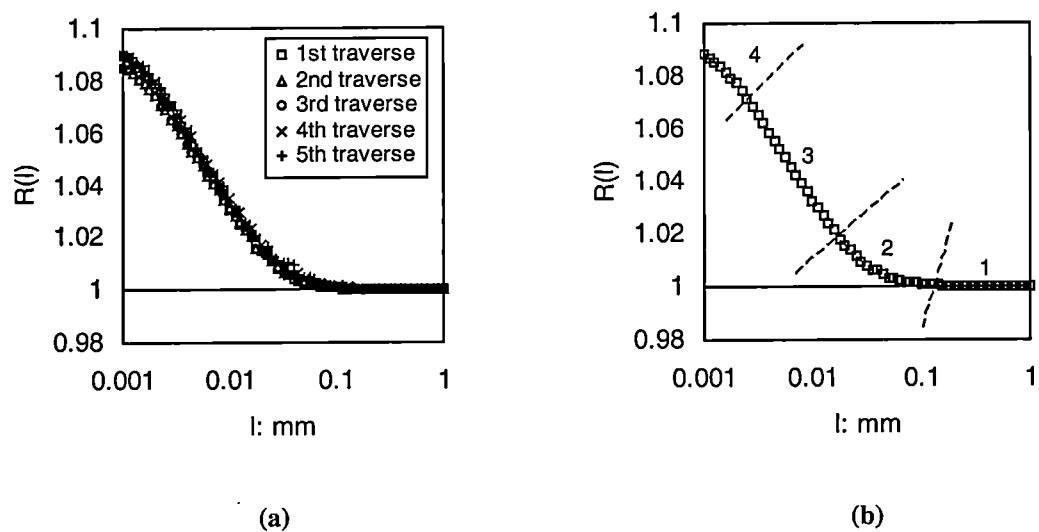 1.1
1.08
1.06
1.04
1.02
1
0.98
R(l)
1st traverse
2nd traverse
3rd traverse
4th traverse
5th traverse
0.001
0.01
0.1
1
l: mm
(a)
1.1
1.08
1.06
1.04
1.02
1
0.98
R(l)
4
3
2
1
0.001
0.01
0.1
1
l: mm
(b)